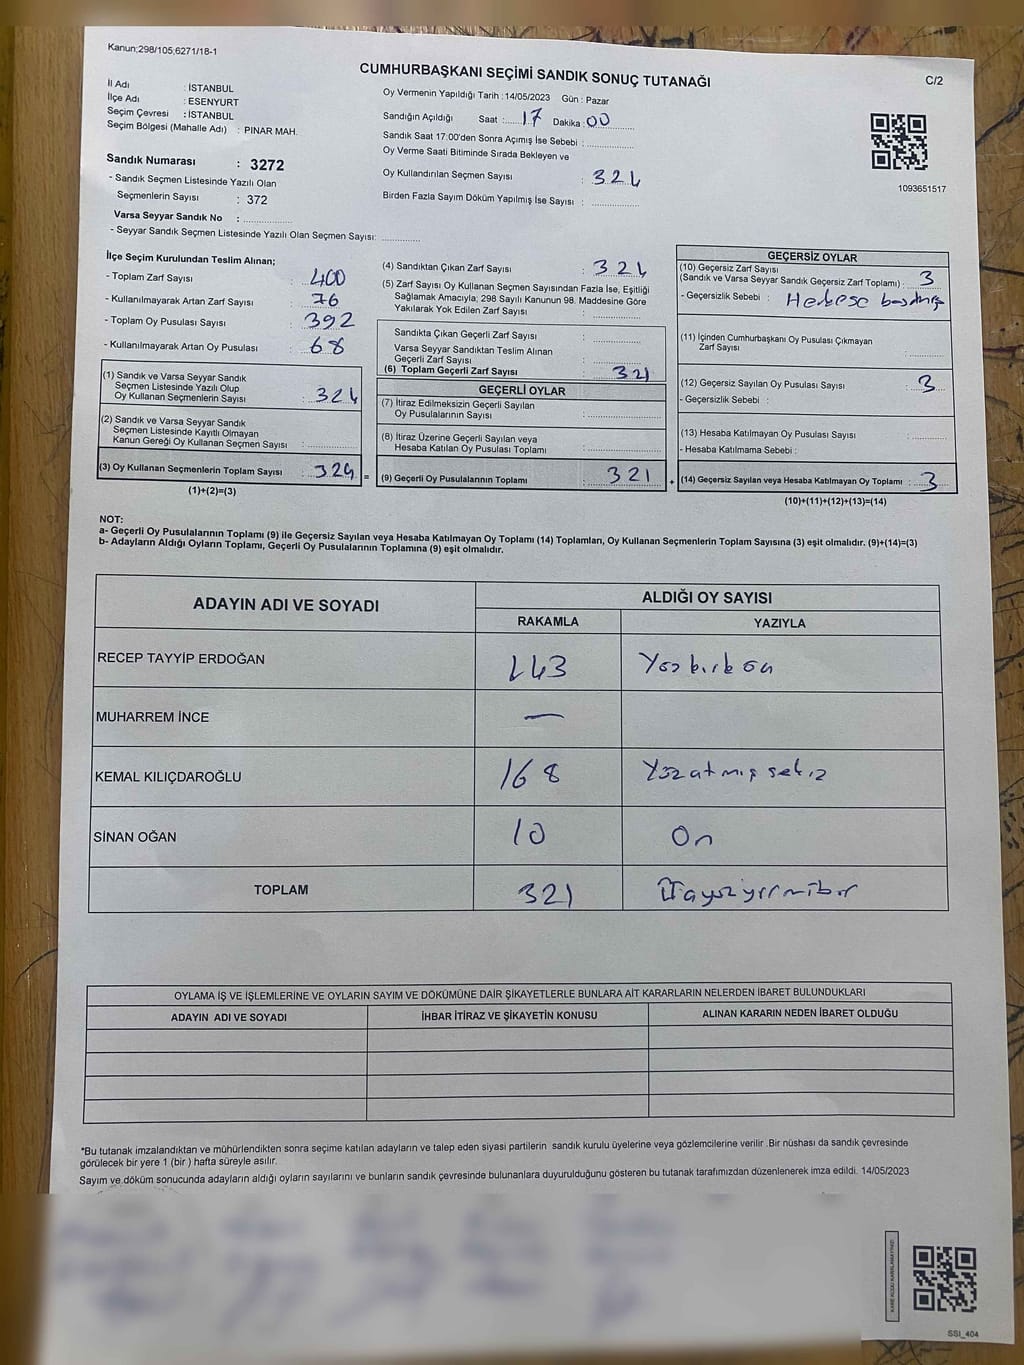 Kanun:298/105,6271/18-1
CUMHURBAŞKANI SEÇİMİ SANDIK SONUÇ TUTANAĞI
C/2
İl Adı : İSTANBUL
İlçe Adı : ESENYURT
Seçim Çevresi : İSTANBUL
Seçim Bölgesi (Mahalle Adı) : PINAR MAH.
Sandık Numarası : 3272
- Sandık Seçmen Listesinde Yazılı Olan
Seçmenlerin Sayısı : 372
Varsa Seyyar Sandık No :
- Seyyar Sandık Seçmen Listesinde Yazılı Olan Seçmen Sayısı:
Oy Vermenin Yapıldığı Tarih : 14/05/2023 Gün : Pazar
Sandığın Açıldığı Saat : 17 Dakika : 00
Sandık Saat 17:00'den Sonra Açımış İse Sebebi :
Oy Verme Saati Bitiminde Sırada Bekleyen ve
Oy Kullandırılan Seçmen Sayısı : 324
Birden Fazla Sayım Döküm Yapılmış İse Sayısı :
1093651517
İlçe Seçim Kurulundan Teslim Alınan;
- Toplam Zarf Sayısı : 400
- Kullanılmayarak Artan Zarf Sayısı : 76
- Toplam Oy Pusulası Sayısı : 392
- Kullanılmayarak Artan Oy Pusulası : 68
(1) Sandık ve Varsa Seyyar Sandık
Seçmen Listesinde Yazılı Olup
Oy Kullanan Seçmenlerin Sayısı : 324
(2) Sandık ve Varsa Seyyar Sandık
Seçmen Listesinde Kayıtlı Olmayan
Kanun Gereği Oy Kullanan Seçmen Sayısı :
(3) Oy Kullanan Seçmenlerin Toplam Sayısı : 324 =
(1)+(2)=(3)
(4) Sandıktan Çıkan Zarf Sayısı : 324
(5) Zarf Sayısı Oy Kullanan Seçmen Sayısından Fazla İse, Eşitliği
Sağlamak Amacıyla; 298 Sayılı Kanunun 98. Maddesine Göre
Yakılarak Yok Edilen Zarf Sayısı :
Sandıkta Çıkan Geçerli Zarf Sayısı :
Varsa Seyyar Sandıktan Teslim Alınan
Geçerli Zarf Sayısı :
(6) Toplam Geçerli Zarf Sayısı : 321
GEÇERLİ OYLAR
(7) İtiraz Edilmeksizin Geçerli Sayılan
Oy Pusulalarının Sayısı :
(8) İtiraz Üzerine Geçerli Sayılan veya
Hesaba Katılan Oy Pusulası Toplamı :
(9) Geçerli Oy Pusulalarının Toplamı : 321 +
GEÇERSİZ OYLAR
(10) Geçersiz Zarf Sayısı
(Sandık ve Varsa Seyyar Sandık Geçersiz Zarf Toplamı) : 3
- Geçersizlik Sebebi :
(11) İçinden Cumhurbaşkanı Oy Pusulası Çıkmayan
Zarf Sayısı :
(12) Geçersiz Sayılan Oy Pusulası Sayısı : 3
- Geçersizlik Sebebi :
(13) Hesaba Katılmayan Oy Pusulası Sayısı :
- Hesaba Katılmama Sebebi :
(14) Geçersiz Sayılan veya Hesaba Katılmayan Oy Toplamı : 3
(10)+(11)+(12)+(13)=(14)
NOT:
a- Geçerli Oy Pusulalarının Toplamı (9) ile Geçersiz Sayılan veya Hesaba Katılmayan Oy Toplamı (14) Toplamları, Oy Kullanan Seçmenlerin Toplam Sayısına (3) eşit olmalıdır. (9)+(14)=(3)
b- Adayların Aldığı Oyların Toplamı, Geçerli Oy Pusulalarının Toplamına (9) eşit olmalıdır.
ADAYIN ADI VE SOYADI
ALDIĞI OY SAYISI
RAKAMLA YAZIYLA
RECEP TAYYİP ERDOĞAN 143
MUHARREM İNCE —
KEMAL KILIÇDAROĞLU 168 Yüzatmışsekiz
SİNAN OĞAN 10 On
TOPLAM 321 Üçyüzyirmibir
OYLAMA İŞ VE İŞLEMLERİNE VE OYLARIN SAYIM VE DÖKÜMÜNE DAİR ŞİKAYETLERLE BUNLARA AİT KARARLARIN NELERDEN İBARET BULUNDUKLARI
ADAYIN ADI VE SOYADI İHBAR İTİRAZ VE ŞİKAYETİN KONUSU ALINAN KARARIN NEDEN İBARET OLDUĞU
*Bu tutanak imzalandıktan ve mühürlendikten sonra seçime katılan adayların ve talep eden siyasi partilerin sandık kurulu üyelerine veya gözlemcilerine verilir .Bir nüshası da sandık çevresinde
görülecek bir yere 1 (bir ) hafta süreyle asılır.
Sayım ve döküm sonucunda adayların aldığı oyların sayılarını ve bunların sandık çevresinde bulunanlara duyurulduğunu gösteren bu tutanak tarafımızdan düzenlenerek imza edildi. 14/05/2023
SSI_404